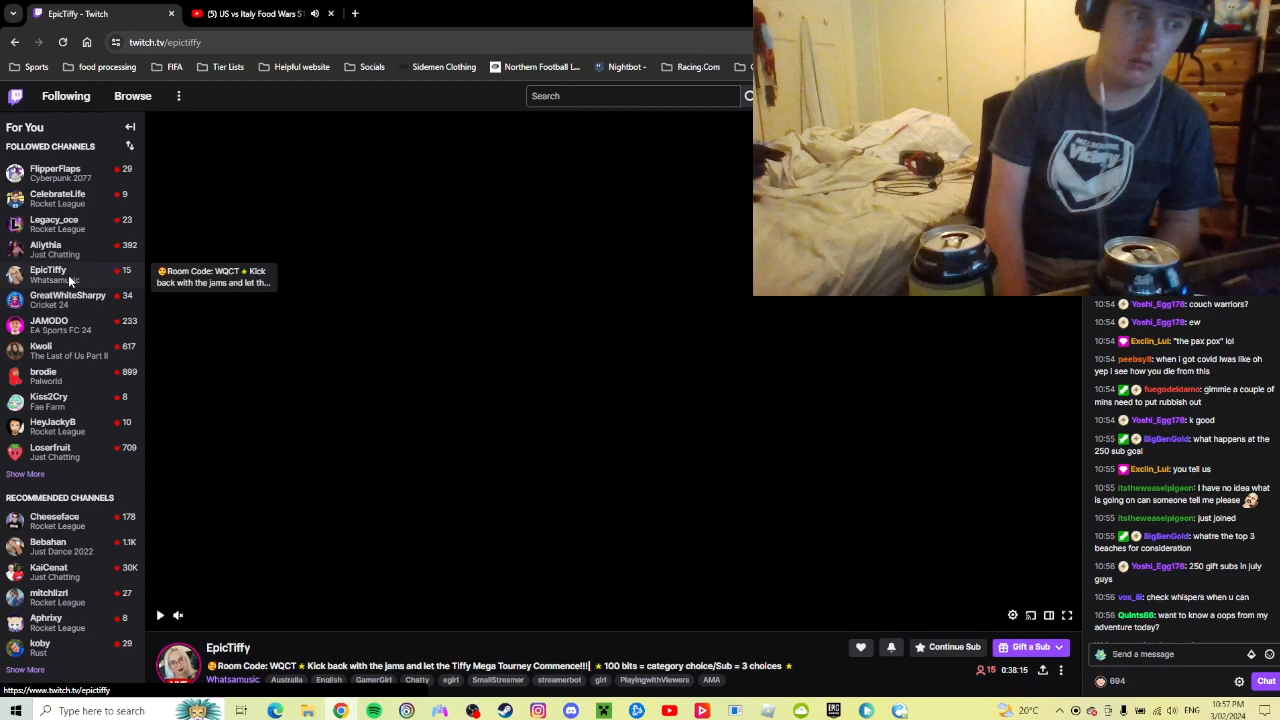 EpicTiffy - Twitch
(5) US vs Italy Food Wars S1
twitch.tv/epictiffy
Sports
food processing
FIFA
Tier Lists
Helpful website
Socials
Sidemen Clothing
Northern Football L...
Nightbot -
Racing.Com
Following
Browse
Search
For You
FOLLOWED CHANNELS
FlipperFlaps 29
Cyberpunk 2077
CelebrateLife 9
Rocket League
Legacy_oce 23
Rocket League
Aliythia 392
Just Chatting
EpicTiffy 15
Whatsamusic
GreatWhiteSharpy 34
Cricket 24
JAMODO 233
EA Sports FC 24
Kwoli 617
The Last of Us Part II
brodie 899
Palworld
Kiss2Cry 8
Fae Farm
HeyJackyB 10
Rocket League
Loserfruit 709
Just Chatting
Show More
RECOMMENDED CHANNELS
Cheeseface 178
Rocket League
Bebahan 1.1K
Just Dance 2022
KaiCenat 30K
Just Chatting
mitchllzrl 27
Rocket League
Aphrixy 8
Rocket League
koby 29
Rust
Show More
https://www.twitch.tv/epictiffy
🥰Room Code: WQCT⭑ Kick
back with the jams and let th...
MELBOURNE
Victory
10:54 Yoshi_Egg178: couch warriors?
10:54 Yoshi_Egg178: ew
10:54 Exclin_Lui: "the pax pox" lol
10:54 peebsy8: when i got covid iwas like oh
yep i see how you die from this
10:54 fuegodeldamo: gimmie a couple of
mins need to put rubbish out
10:54 Yoshi_Egg178: k good
10:55 BigBenGold: what happens at the
250 sub goal
10:55 Exclin_Lui: you tell us
10:55 itstheweaselpigeon: I have no idea what
is going on can someone tell me please
10:55 itstheweaselpigeon: just joined
10:55 BigBenGold: whatre the top 3
beaches for consideration
10:56 Yoshi_Egg178: 250 gift subs in july
guys
10:56 vox_iii: check whispers when u can
10:56 Quints86: want to know a oops from my
adventure today?
Send a message
694
Chat
EpicTiffy
Continue Sub
Gift a Sub
🥰Room Code: WQCT⭑ Kick back with the jams and let the Tiffy Mega Tourney Commence!!!| ⭑100 bits = category choice/Sub = 3 choices ⭑
Whatsamusic Australia English GamerGirl Chatty egirl SmallStreamer streamerbot girl PlayingwithViewers AMA
15 0:38:15
LIVE
Type here to search
20°C
ENG
10:57 PM
3/02/2024